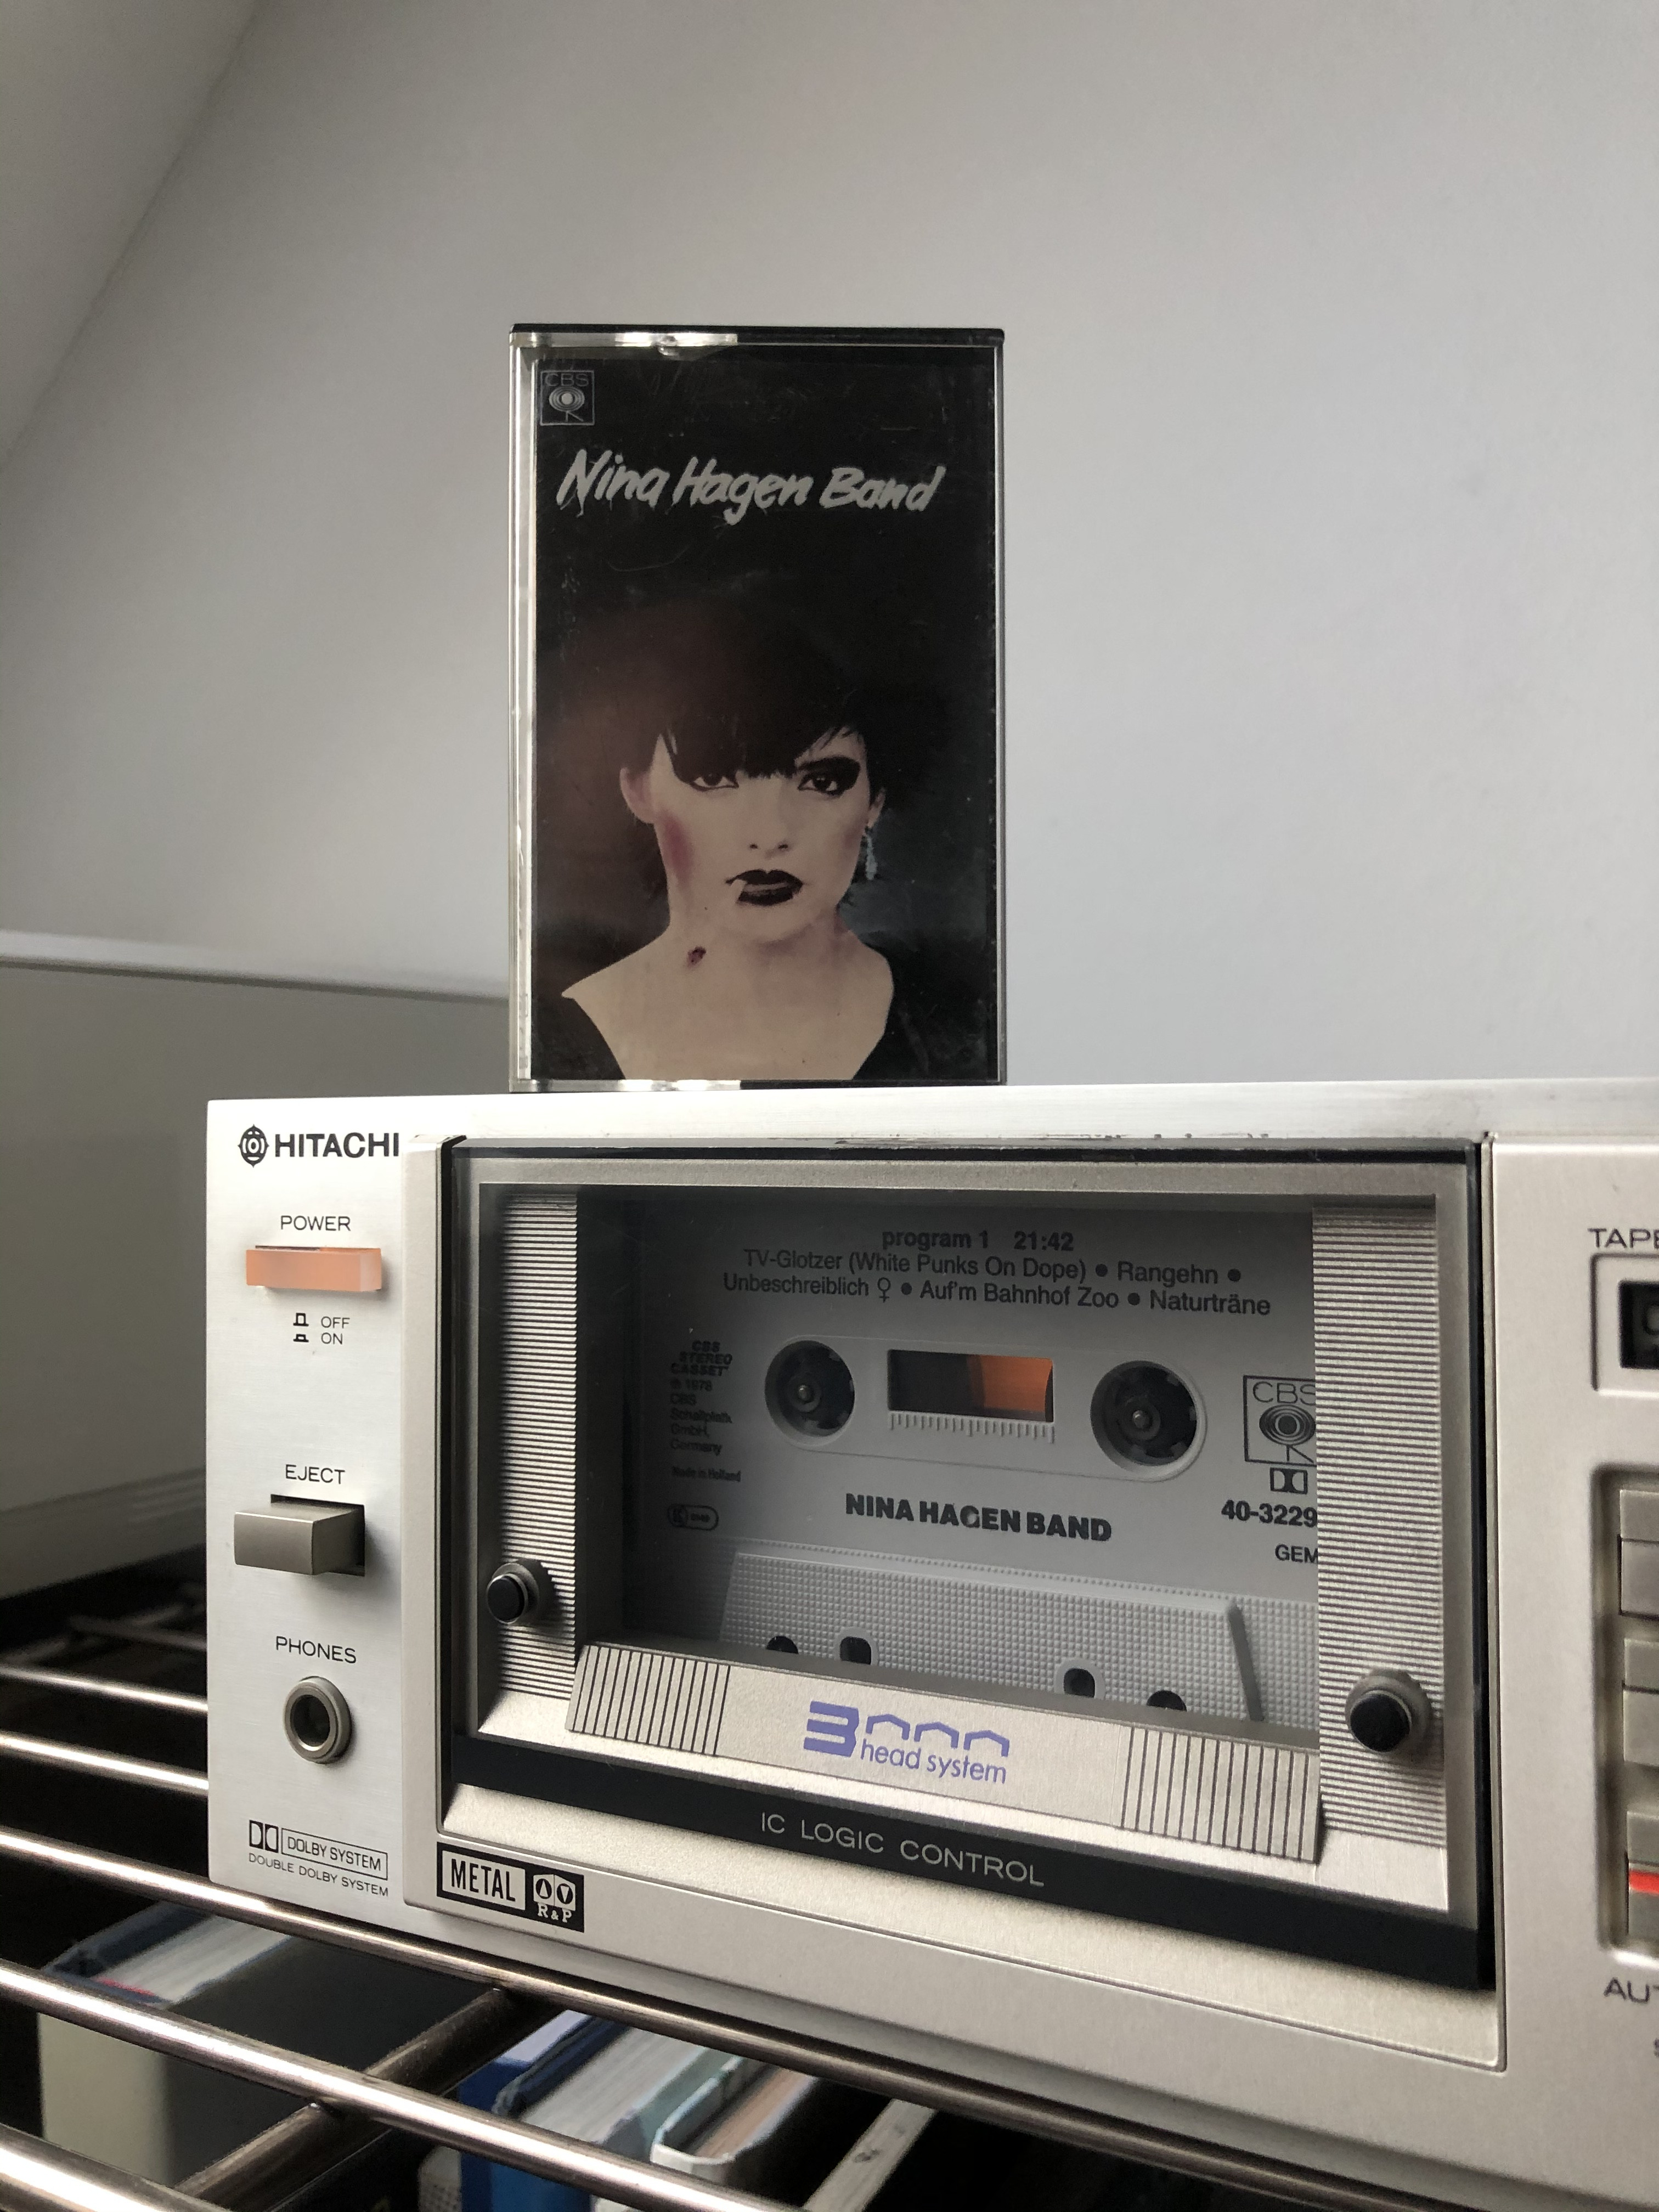 CBS
Nina Hagen Band
HITACHI
POWER
OFF
ON
EJECT
PHONES
DOLBY SYSTEM
DOUBLE DOLBY SYSTEM
program 1 21:42
TV-Glotzer (White Punks On Dope) ● Rangehn ●
Unbeschreiblich ♀ ● Auf'm Bahnhof Zoo ● Naturträne
CBS
STEREO
CASSET
℗ 1978
CBS
Schallplatt
GmbH,
Germany
Made in Holland
CBS
NINA HAGEN BAND
40-3229
GEM
3 head system
IC LOGIC CONTROL
METAL
R&P
TAPE
AUT